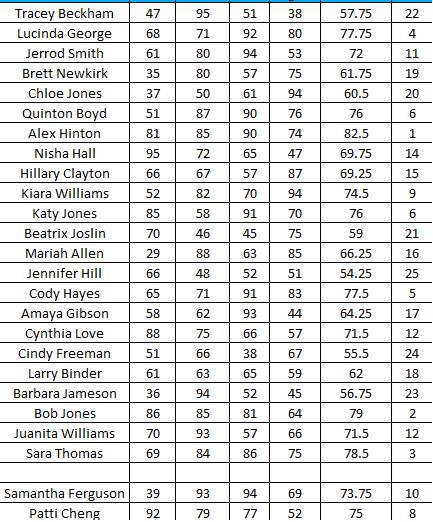 Tracey Beckham 47 95 51 38 57.75 22
Lucinda George 68 71 92 80 77.75 4
Jerrod Smith 61 80 94 53 72 11
Brett Newkirk 35 80 57 75 61.75 19
Chloe Jones 37 50 61 94 60.5 20
Quinton Boyd 51 87 90 76 76 6
Alex Hinton 81 85 90 74 82.5 1
Nisha Hall 95 72 65 47 69.75 14
Hillary Clayton 66 67 57 87 69.25 15
Kiara Williams 52 82 70 94 74.5 9
Katy Jones 85 58 91 70 76 6
Beatrix Joslin 70 46 45 75 59 21
Mariah Allen 29 88 63 85 66.25 16
Jennifer Hill 66 48 52 51 54.25 25
Cody Hayes 65 71 91 83 77.5 5
Amaya Gibson 58 62 93 44 64.25 17
Cynthia Love 88 75 66 57 71.5 12
Cindy Freeman 51 66 38 67 55.5 24
Larry Binder 61 63 65 59 62 18
Barbara Jameson 36 94 52 45 56.75 23
Bob Jones 86 85 81 64 79 2
Juanita Williams 70 93 57 66 71.5 12
Sara Thomas 69 84 86 75 78.5 3
Samantha Ferguson 39 93 94 69 73.75 10
Patti Cheng 92 79 77 52 75 8